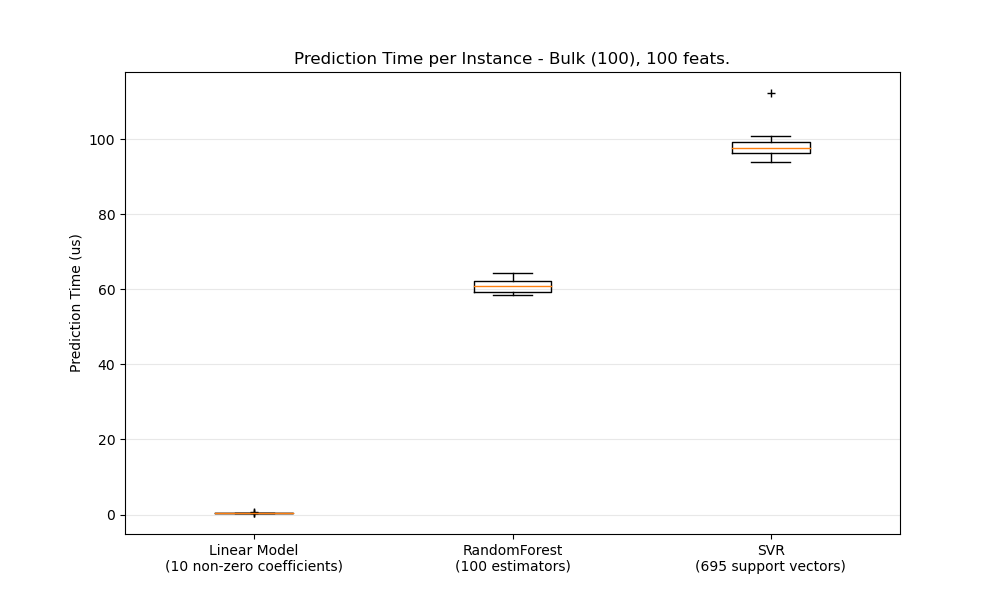 Prediction Time per Instance - Bulk (100), 100 feats.
Prediction Time (us)
100
80
60
40
20
0
Linear Model
(10 non-zero coefficients)
RandomForest
(100 estimators)
SVR
(695 support vectors)